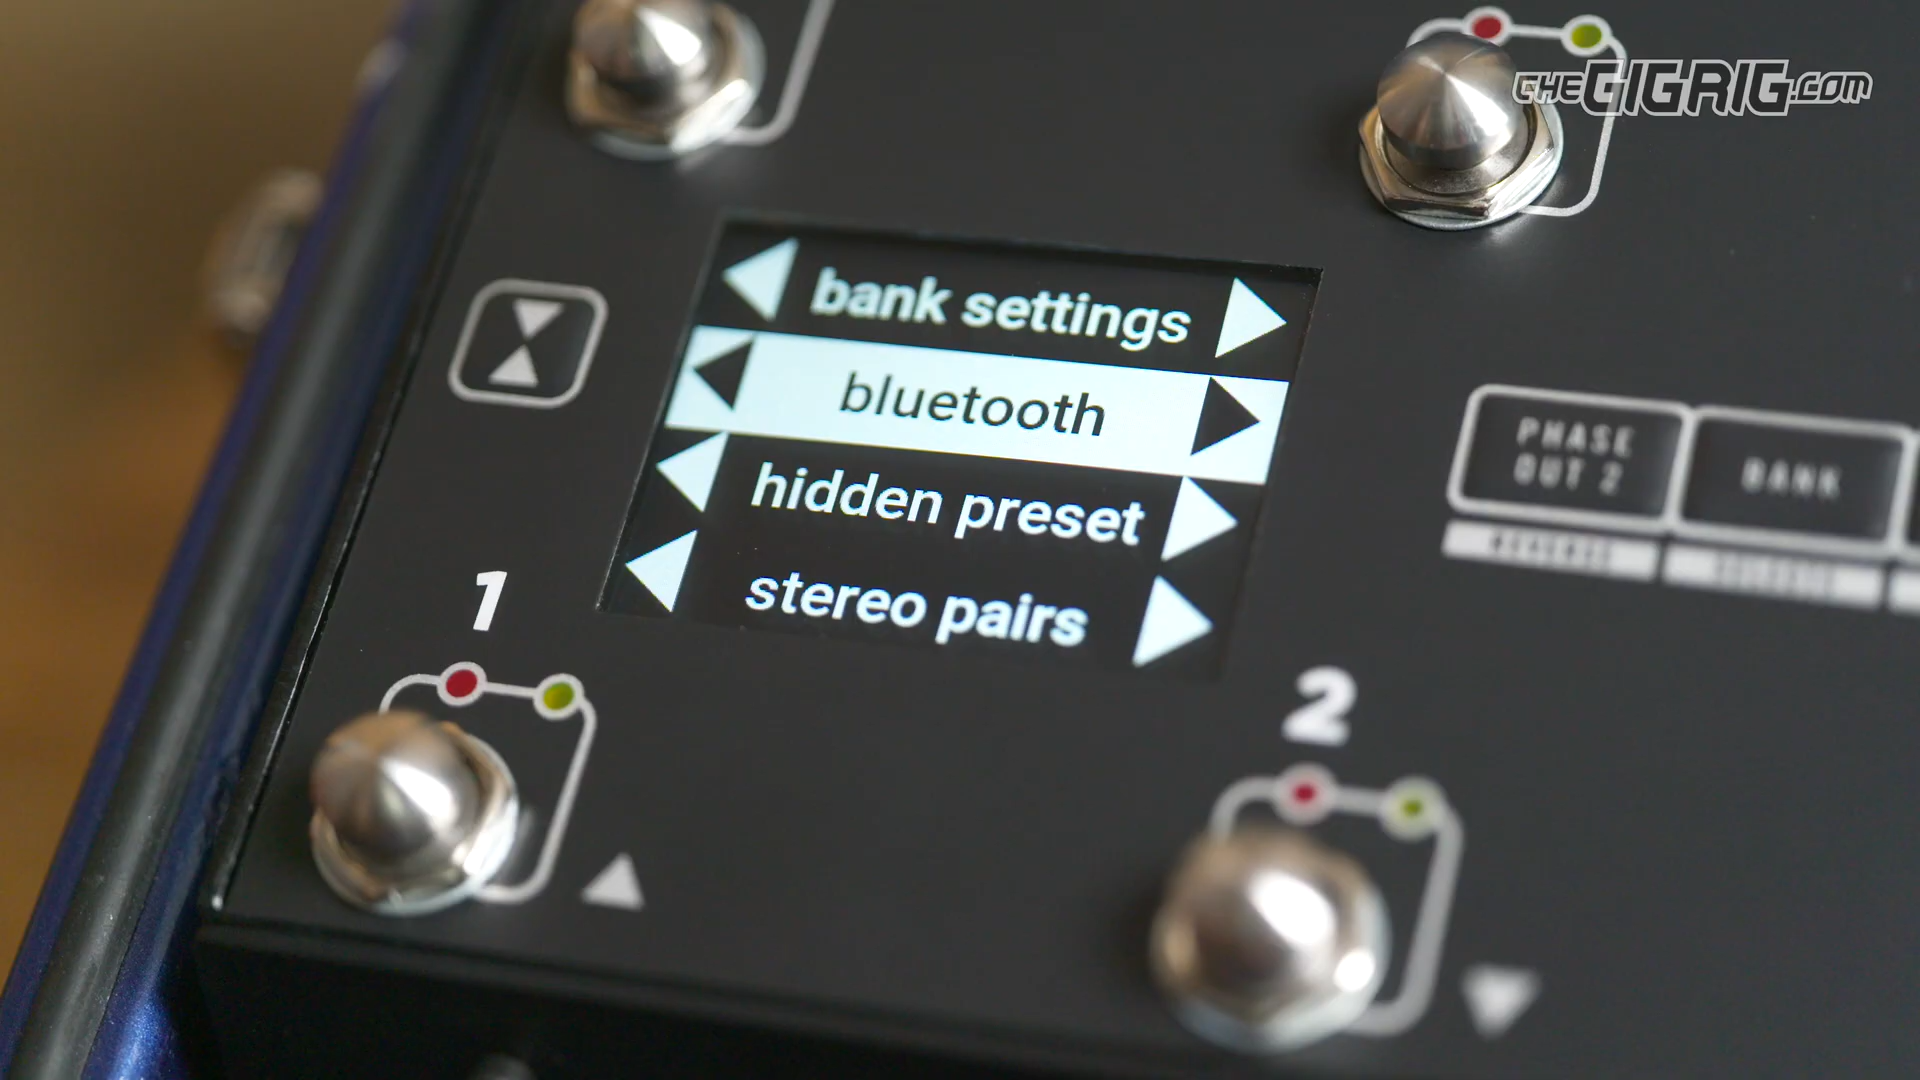 theGIGRIG.com
bank settings
bluetooth
hidden preset
stereo pairs
PHASE
OUT 2
BANK
1
2